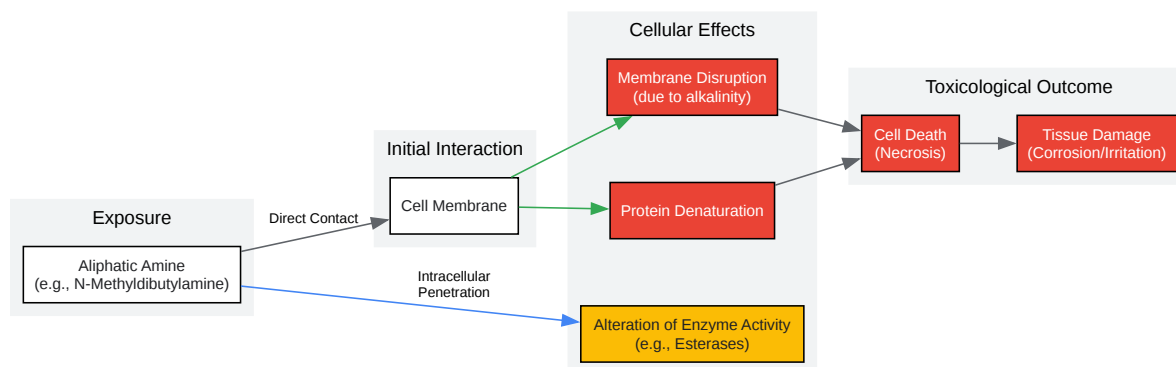 Exposure
Aliphatic Amine
(e.g., N-Methyldibutylamine)
Direct Contact
Intracellular
Penetration
Initial Interaction
Cell Membrane
Cellular Effects
Membrane Disruption
(due to alkalinity)
Protein Denaturation
Alteration of Enzyme Activity
(e.g., Esterases)
Toxicological Outcome
Cell Death
(Necrosis)
Tissue Damage
(Corrosion/Irritation)